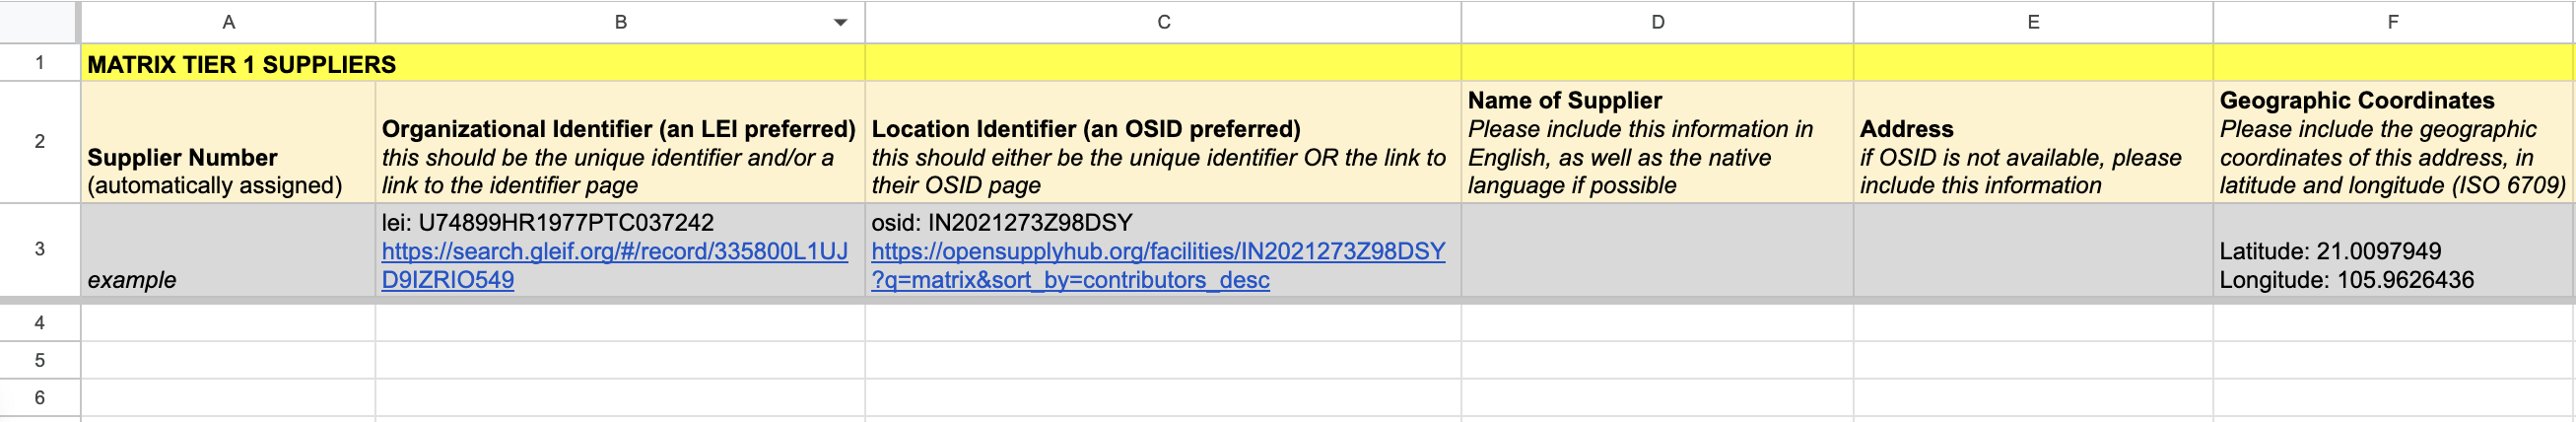 A B C D E F
1 MATRIX TIER 1 SUPPLIERS
2
Supplier Number
(automatically assigned)
Organizational Identifier (an LEI preferred)
this should be the unique identifier and/or a
link to the identifier page
Location Identifier (an OSID preferred)
this should either be the unique identifier OR the link to
their OSID page
Name of Supplier
Please include this information in
English, as well as the native
language if possible
Address
if OSID is not available, please
include this information
Geographic Coordinates
Please include the geographic
coordinates of this address, in
latitude and longitude (ISO 6709)
3
example
lei: U74899HR1977PTC037242
https://search.gleif.org/#/record/335800L1UJ
D9IZRIO549
osid: IN2021273Z98DSY
https://opensupplyhub.org/facilities/IN2021273Z98DSY
?q=matrix&sort_by=contributors_desc
Latitude: 21.0097949
Longitude: 105.9626436
4
5
6